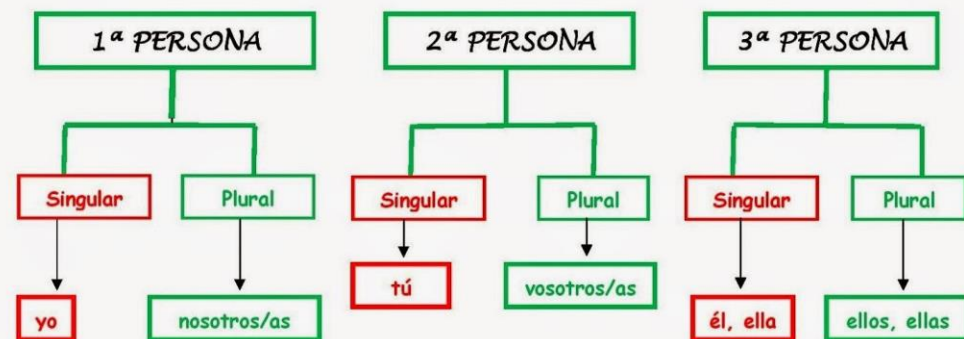 1ª PERSONA
Singular
Plural
yo
nosotros/as
2ª PERSONA
Singular
Plural
tú
vosotros/as
3ª PERSONA
Singular
Plural
él, ella
ellos, ellas